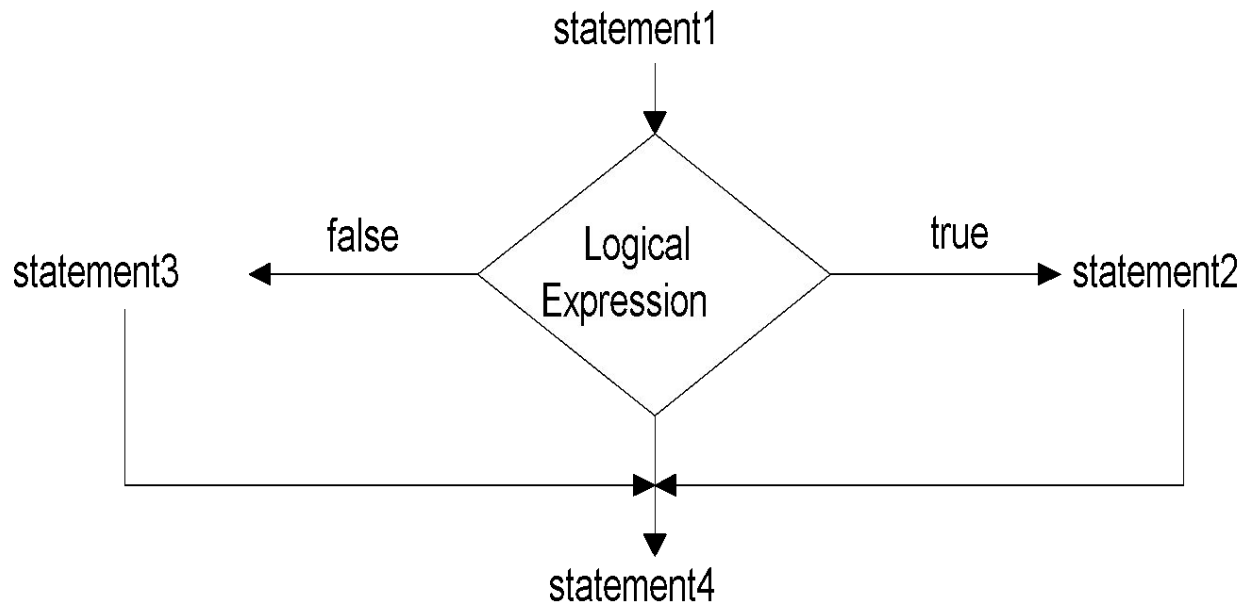 statement1
false
true
Logical
Expression
statement3
statement2
statement4